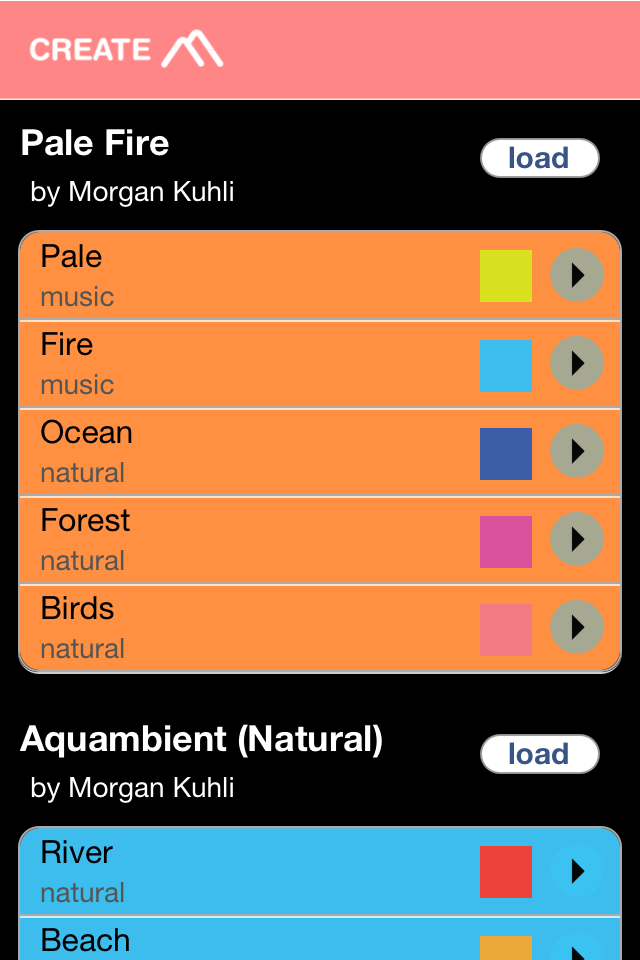 CREATE
Pale Fire
load
by Morgan Kuhli
Pale
music
Fire
music
Ocean
natural
Forest
natural
Birds
natural
Aquambient (Natural)
load
by Morgan Kuhli
River
natural
Beach